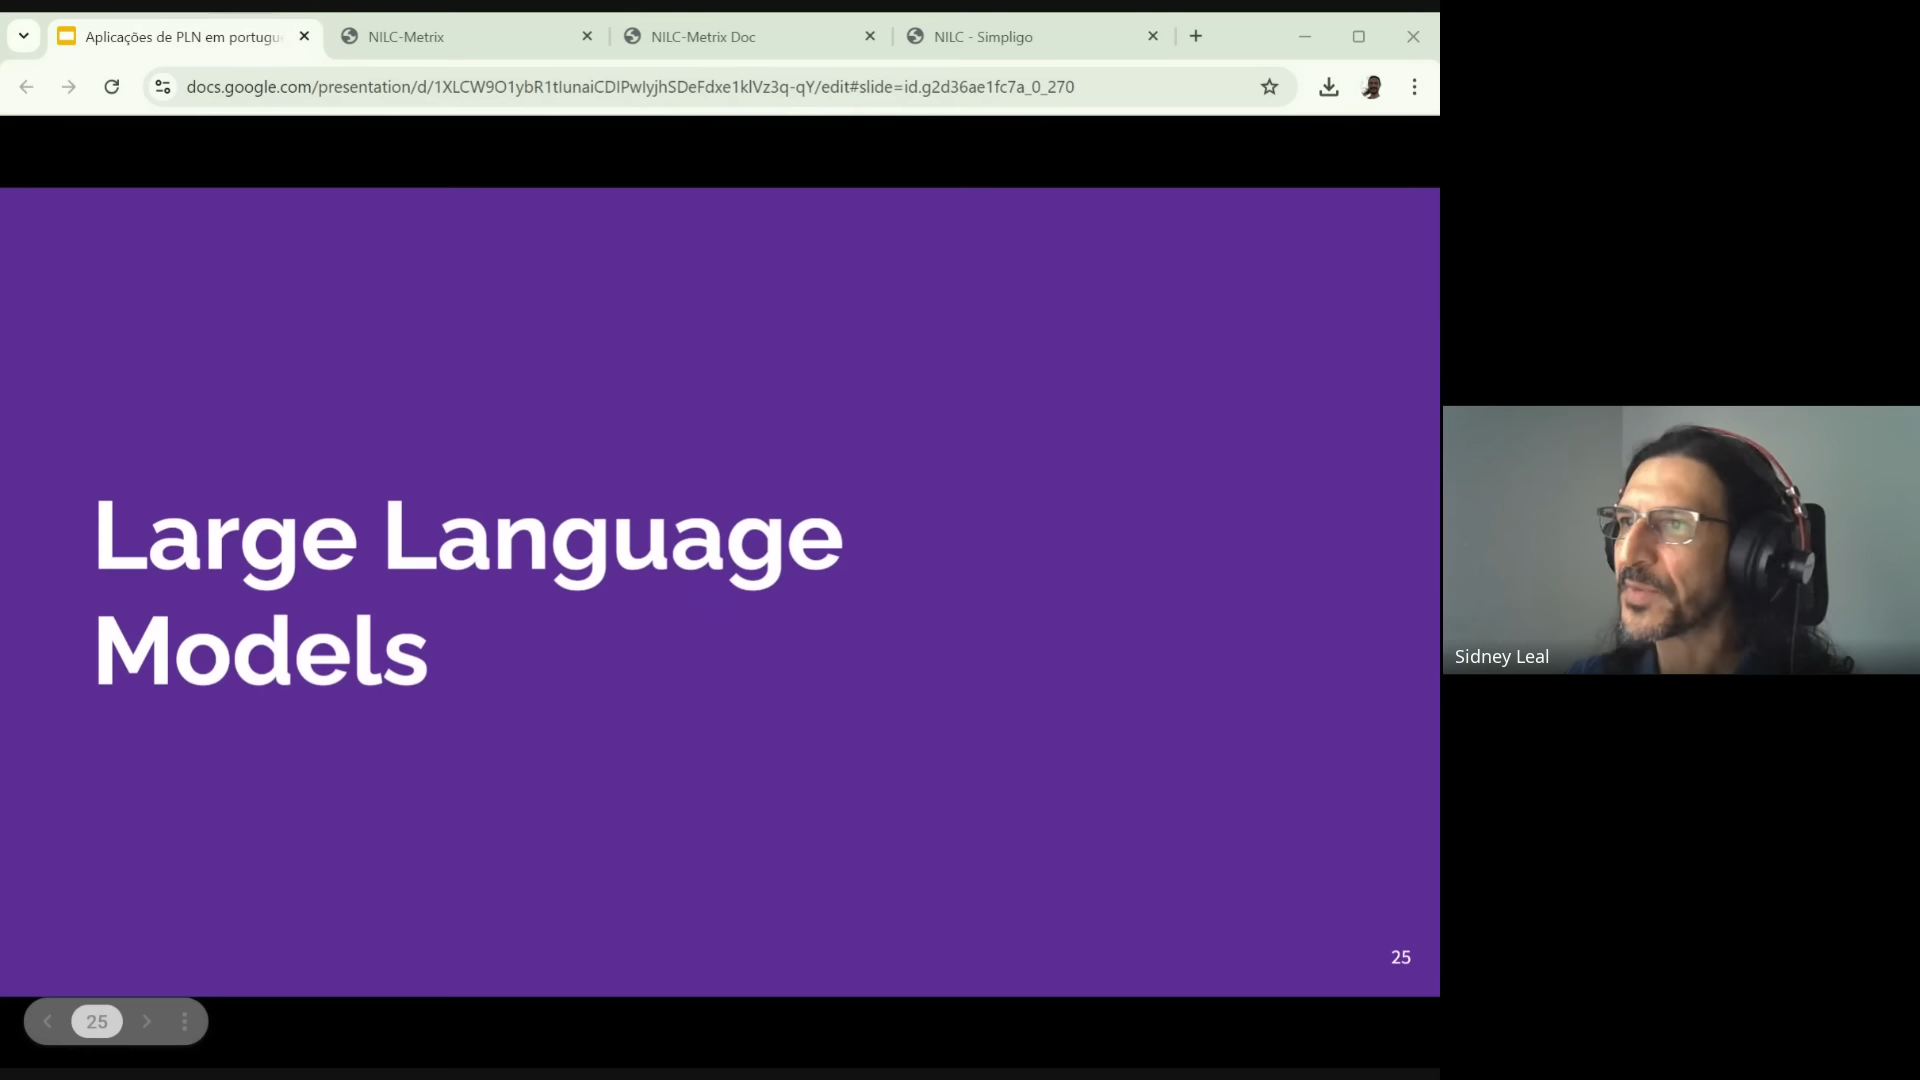 Aplicações de PLN em portugu
NILC-Metrix
NILC-Metrix Doc
NILC - Simpligo
docs.google.com/presentation/d/1XLCW9O1ybR1tIunaiCDIPwIyjhSDeFdxe1klVz3q-qY/edit#slide=id.g2d36ae1fc7a_0_270
Large Language
Models
Sidney Leal
25
25